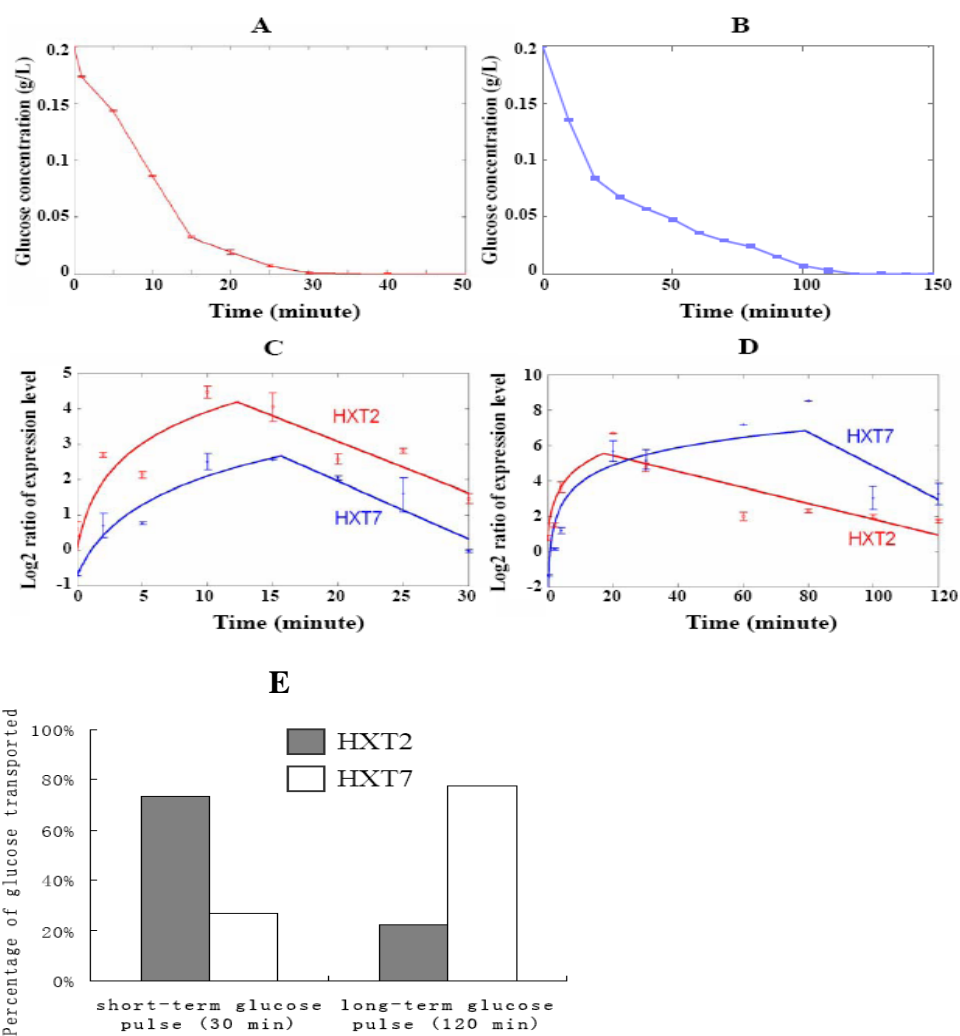 A
Glucose concentration (g/L)
0.2
0.15
0.1
0.05
0
0
10
20
30
40
50
Time (minute)
B
Glucose concentration (g/L)
0.2
0.15
0.1
0.05
0
0
50
100
150
Time (minute)
C
Log2 ratio of expression level
5
4
3
2
1
0
-1
HXT2
HXT7
0
5
10
15
20
25
30
Time (minute)
D
Log2 ratio of expression level
10
8
6
4
2
0
-2
HXT7
HXT2
0
20
40
60
80
100
120
Time (minute)
E
Percentage of glucose transported
100%
80%
60%
40%
20%
0%
HXT2
HXT7
short-term glucose
pulse (30 min)
long-term glucose
pulse (120 min)